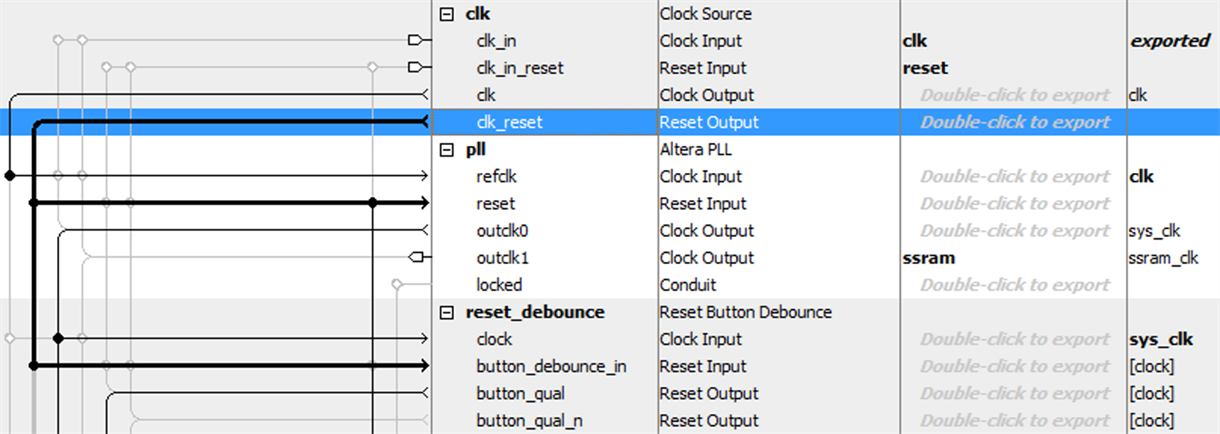 clk Clock Source
clk_in Clock Input clk exported
clk_in_reset Reset Input reset
clk Clock Output Double-click to export clk
clk_reset Reset Output Double-click to export
pll Altera PLL
refclk Clock Input Double-click to export clk
reset Reset Input Double-click to export
outclk0 Clock Output Double-click to export sys_clk
outclk1 Clock Output ssram ssram_clk
locked Conduit Double-click to export
reset_debounce Reset Button Debounce
clock Clock Input Double-click to export sys_clk
button_debounce_in Reset Input Double-click to export [clock]
button_qual Reset Output Double-click to export [clock]
button_qual_n Reset Output Double-click to export [clock]